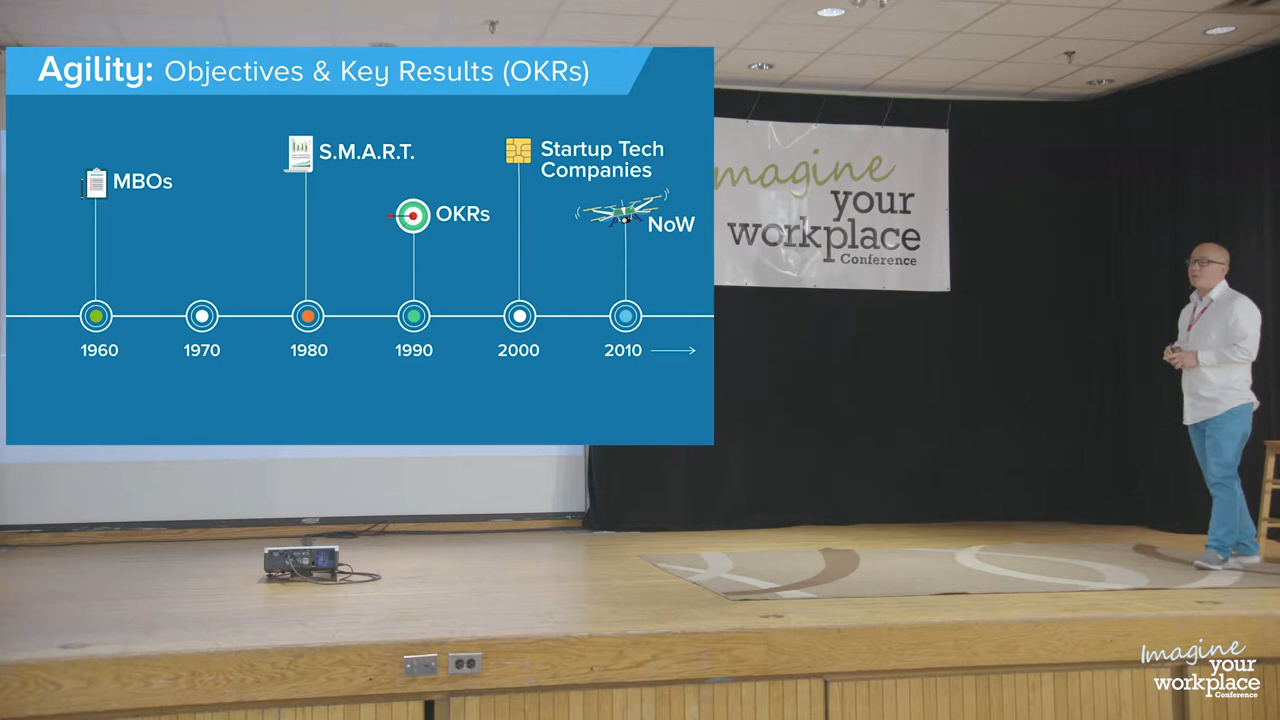 Agility: Objectives & Key Results (OKRs)
MBOs
S.M.A.R.T.
OKRs
Startup Tech
Companies
NoW
1960
1970
1980
1990
2000
2010
magine
your
workplace
Conference
Imagine
your
workplace
Conference